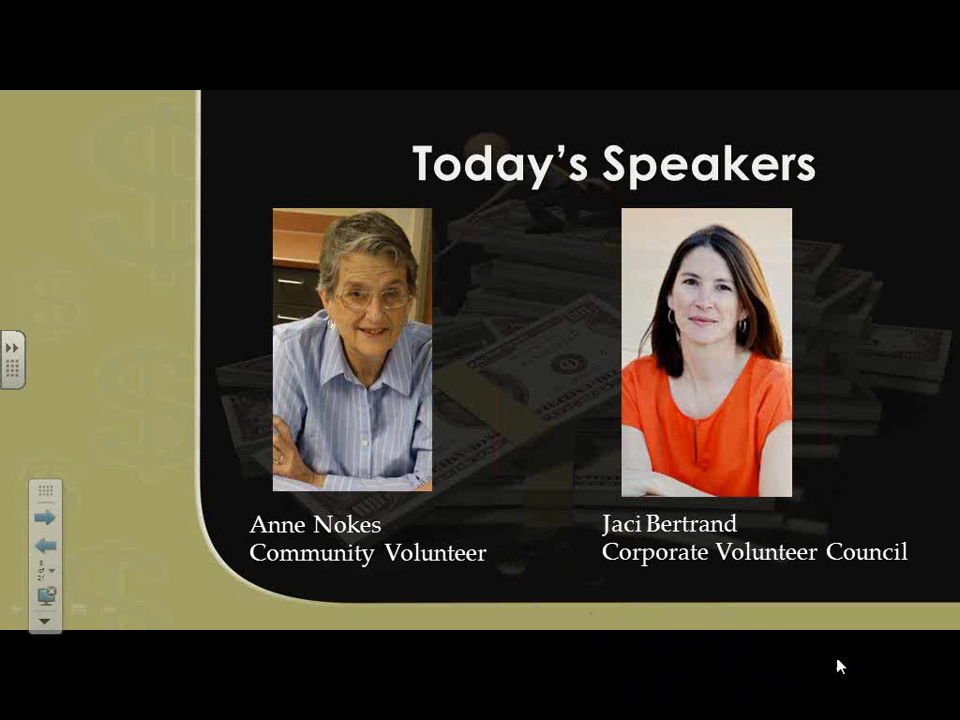 Today's Speakers
Anne Nokes
Community Volunteer
Jaci Bertrand
Corporate Volunteer Council